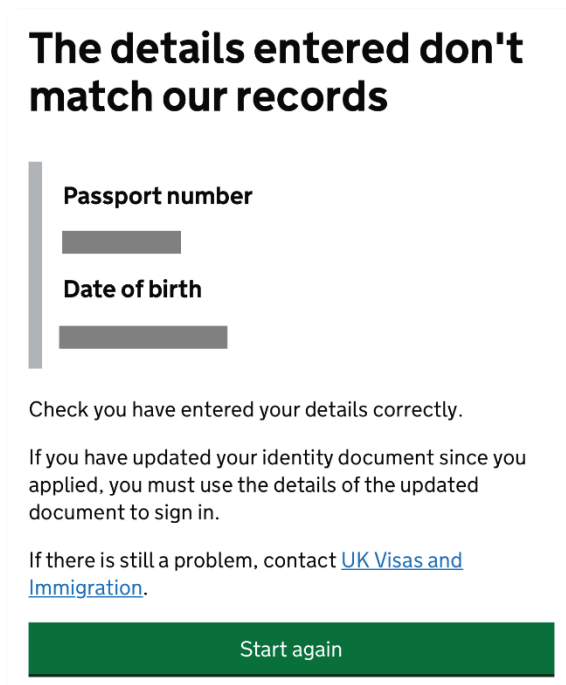 The details entered don't
match our records
Passport number
Date of birth
Check you have entered your details correctly.
If you have updated your identity document since you
applied, you must use the details of the updated
document to sign in.
If there is still a problem, contact UK Visas and
Immigration.
Start again